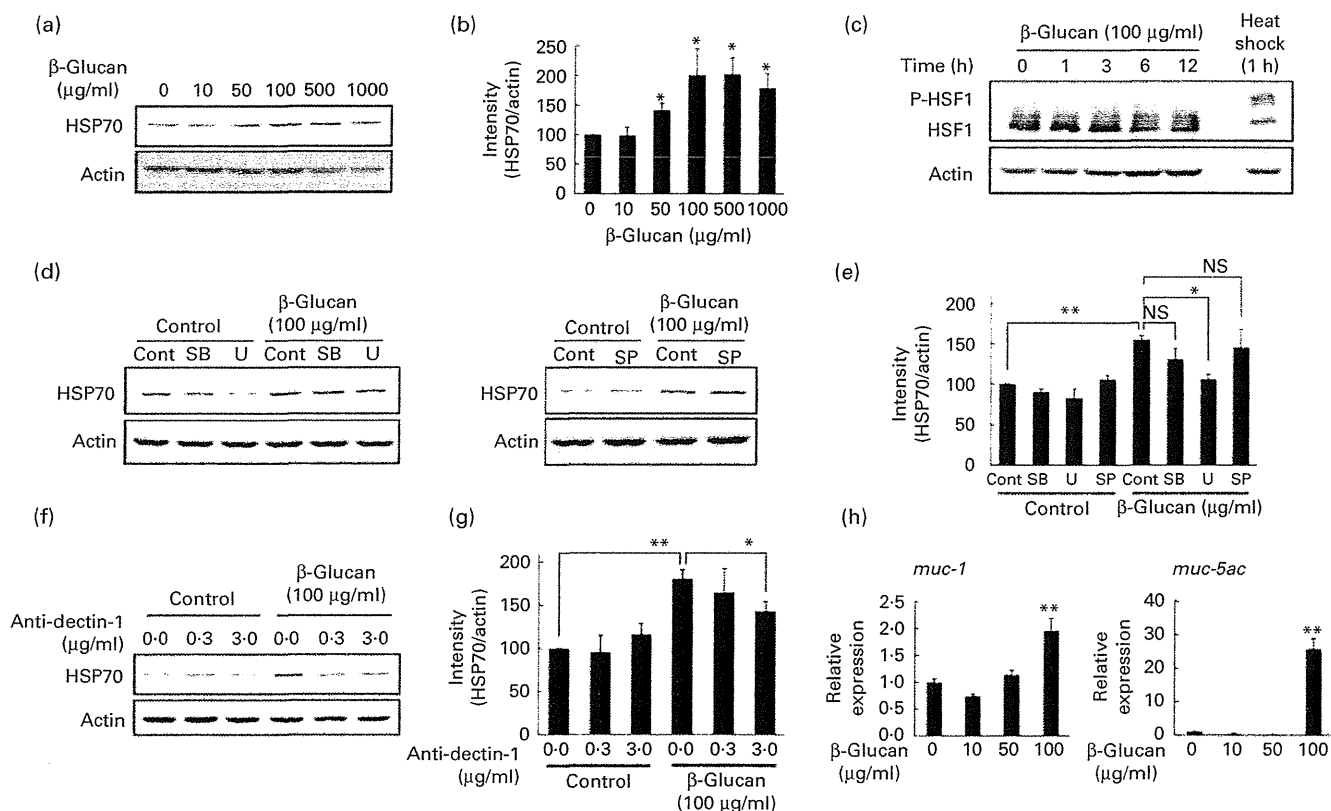 (a)
β-Glucan
(μg/ml) 0 10 50 100 500 1000
HSP70
Actin
(b)
Intensity
(HSP70/actin)
250
200
150
100
50
0
* * * *
0 10 50 100 500 1000
β-Glucan (μg/ml)
(c)
β-Glucan (100 μg/ml)
Heat
shock
(1 h)
Time (h) 0 1 3 6 12
P-HSF1
HSF1
Actin
(d)
Control
β-Glucan
(100 μg/ml)
Cont SB U Cont SB U
HSP70
Actin
Control
β-Glucan
(100 μg/ml)
Cont SP Cont SP
HSP70
Actin
(e)
Intensity
(HSP70/actin)
200
150
100
50
0
NS
*
** NS
Cont SB U SP Cont SB U SP
Control β-Glucan (μg/ml)
(f)
Control
β-Glucan
(100 μg/ml)
Anti-dectin-1
(μg/ml) 0·0 0·3 3·0 0·0 0·3 3·0
HSP70
Actin
(g)
Intensity
(HSP70/actin)
200
150
100
50
0
** *
Anti-dectin-1
(μg/ml)
0·0 0·3 3·0 0·0 0·3 3·0
Control β-Glucan
(100 μg/ml)
(h)
muc-1
Relative
expression
2·5
2·0
1·5
1·0
0·5
0·0
**
β-Glucan
(μg/ml)
0 10 50 100
muc-5ac
Relative
expression
40
30
20
10
0
**
β-Glucan
(μg/ml)
0 10 50 100